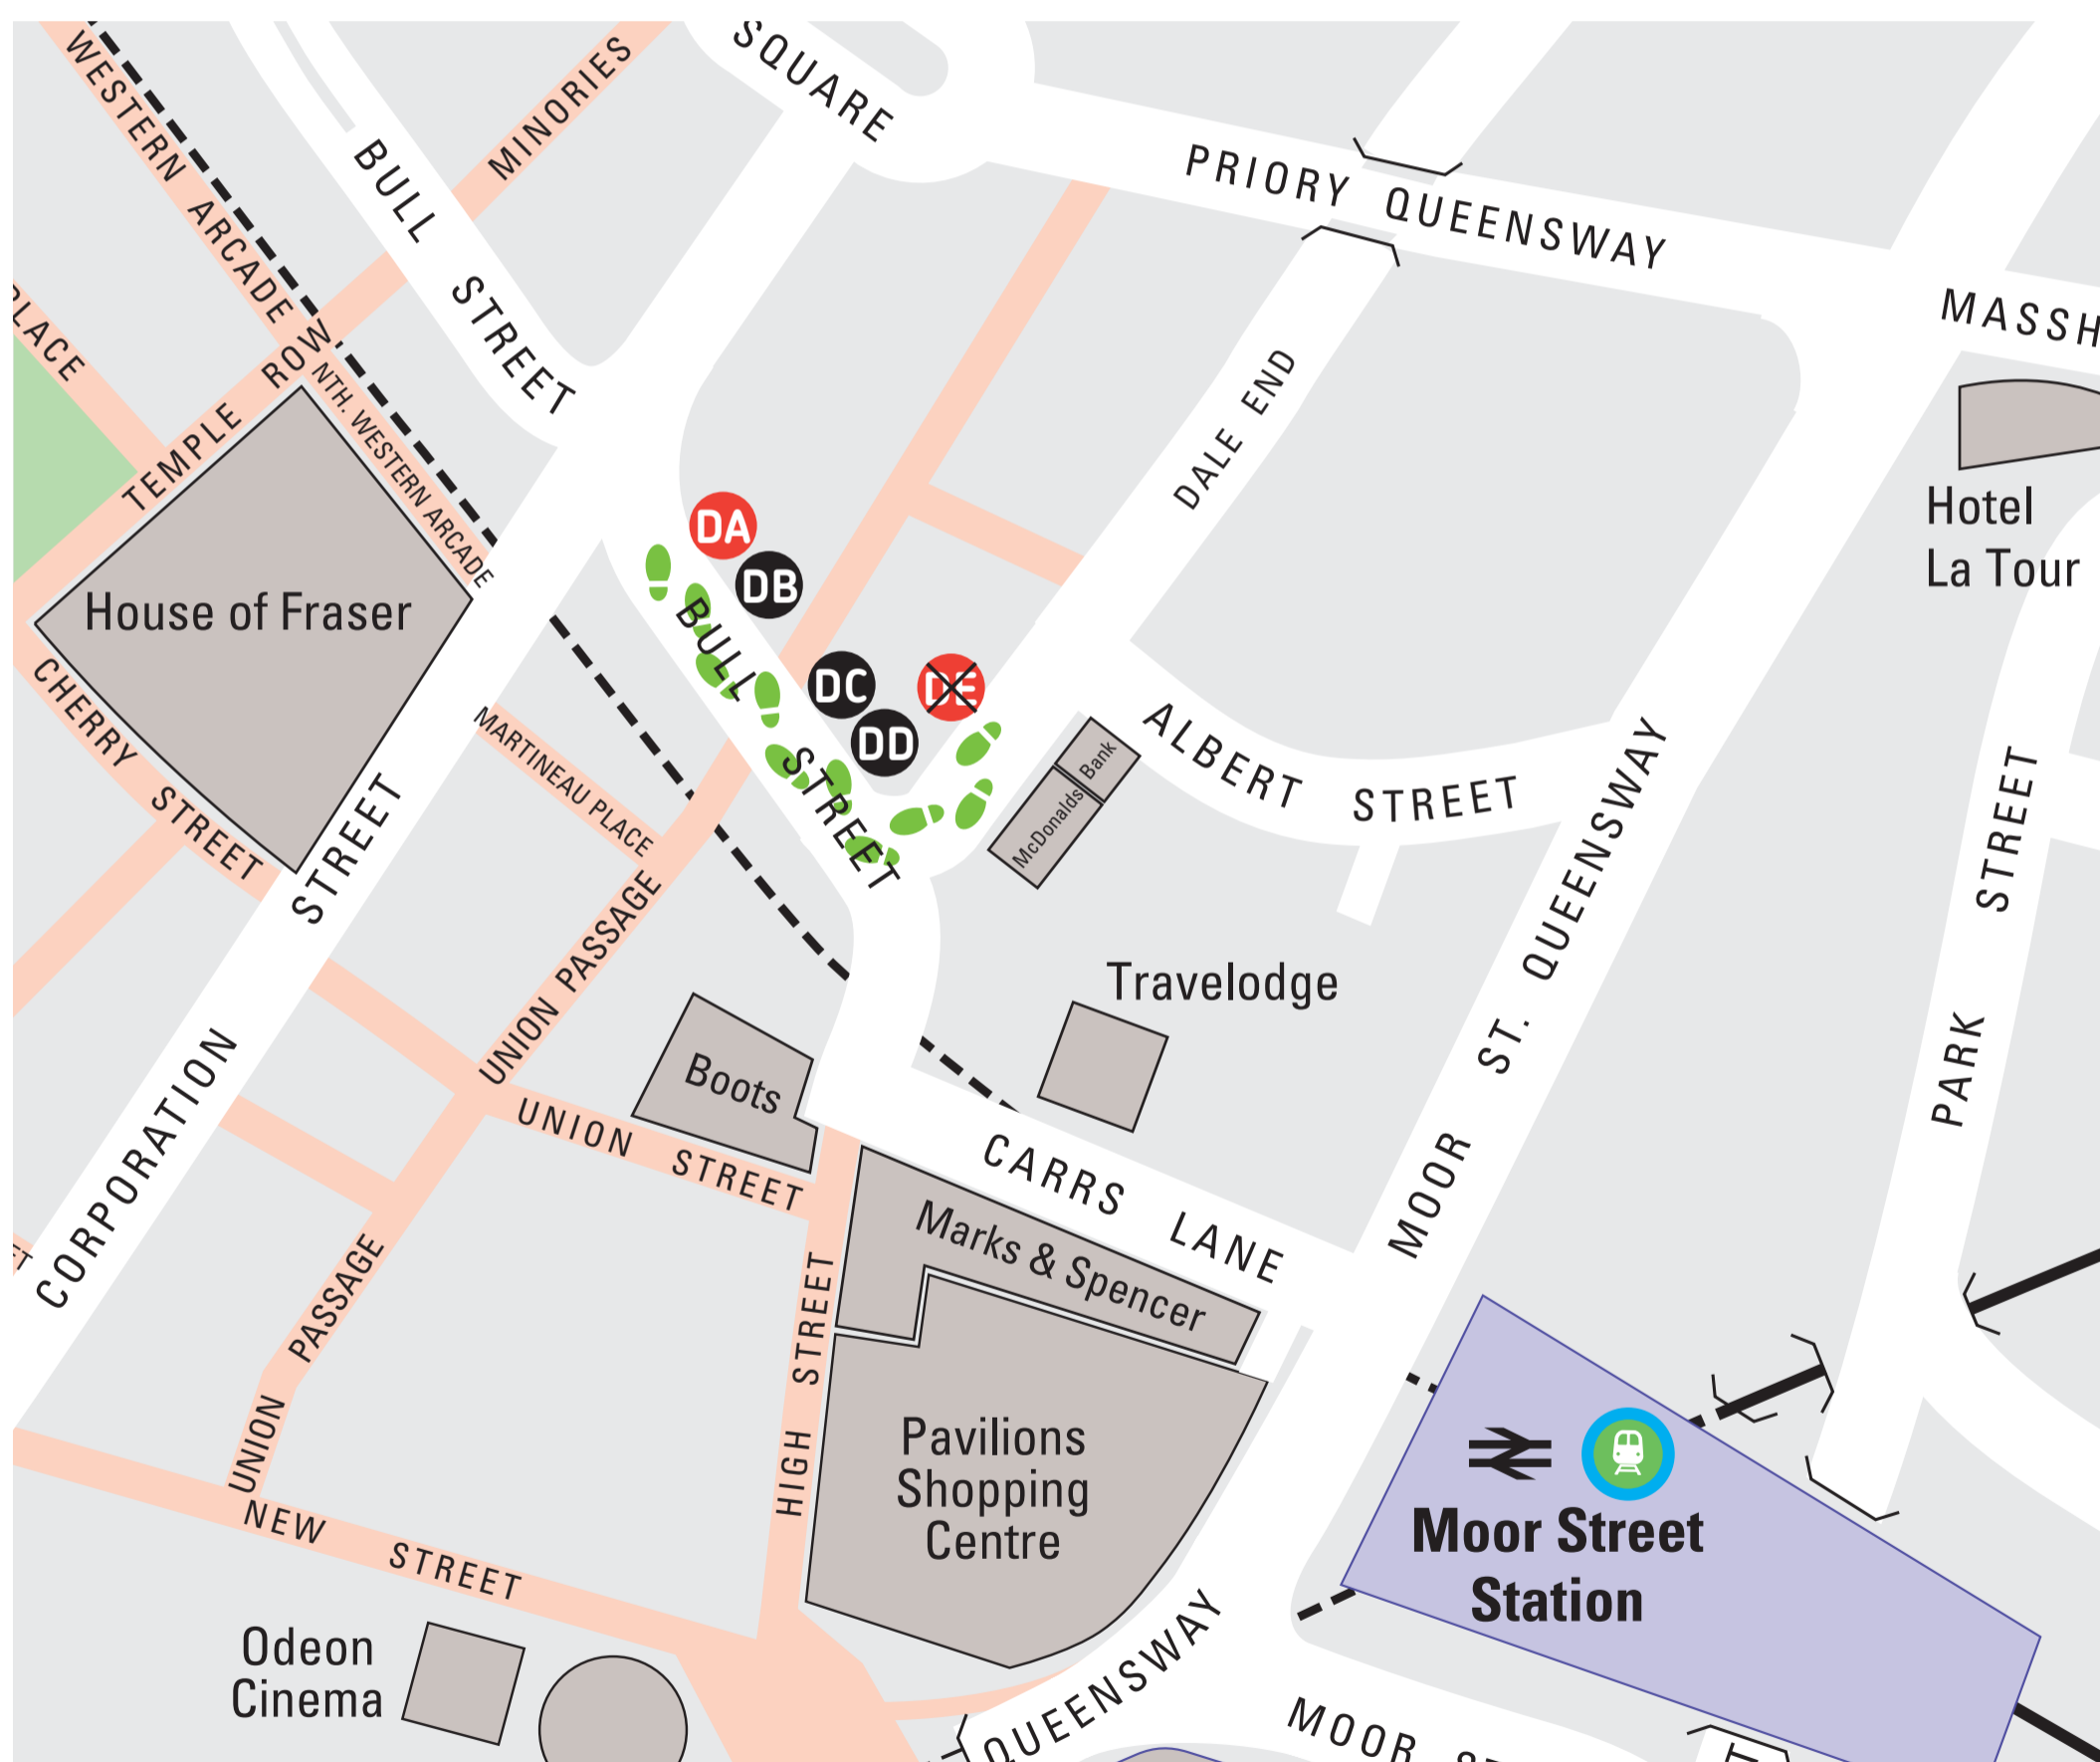 SQUARE
WESTERN ARCADE
MINORIES
BULL STREET
PRIORY QUEENSWAY
MASSH
PLACE
TEMPLE ROW
NTH. WESTERN ARCADE
DALE END
Hotel
La Tour
DA
DB
House of Fraser
BULL STREET
DC
DE
DD
CHERRY STREET
MARTINEAU PLACE
Bank
McDonalds
ALBERT STREET
MOOR ST. QUEENSWAY
PARK STREET
CORPORATION STREET
UNION PASSAGE
Travelodge
Boots
UNION STREET
CARRS LANE
Marks & Spencer
ET
UNION PASSAGE
HIGH STREET
Pavilions
Shopping
Centre
Moor Street
Station
NEW STREET
Odeon
Cinema
QUEENSWAY
MOOR